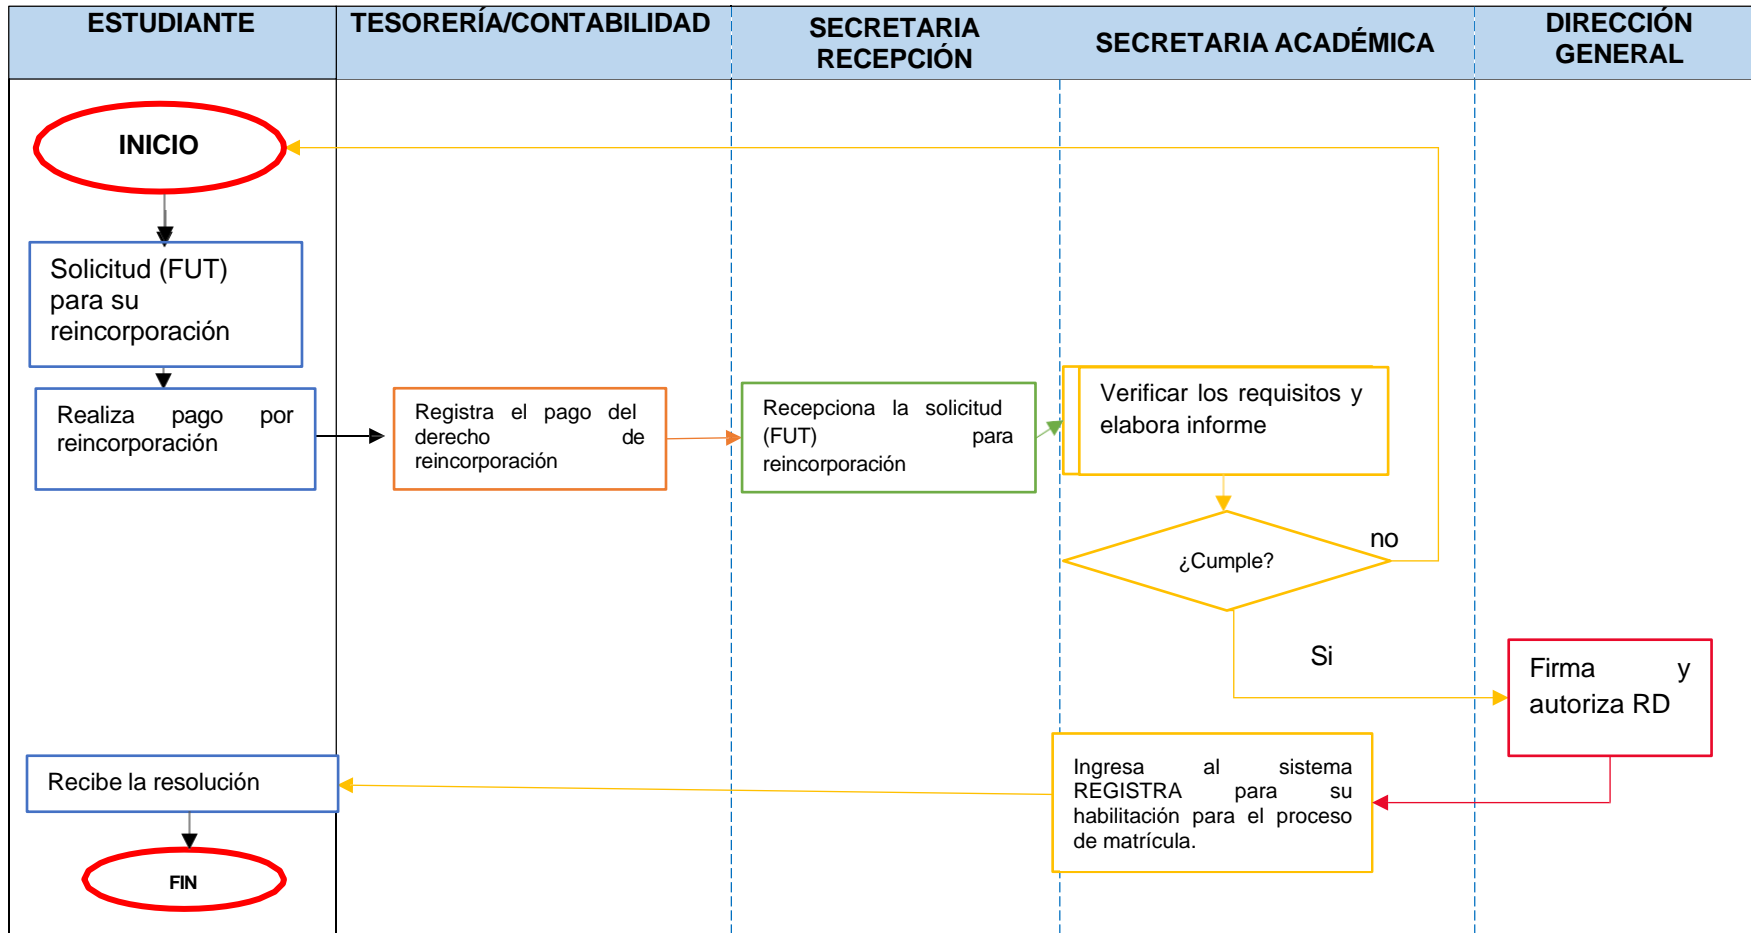 ESTUDIANTE
TESORERÍA/CONTABILIDAD
SECRETARIA
RECEPCIÓN
SECRETARIA ACADÉMICA
DIRECCIÓN
GENERAL
INICIO
Solicitud (FUT)
para su
reincorporación
Realiza pago por
reincorporación
Registra el pago del
derecho de
reincorporación
Recepciona la solicitud
(FUT) para
reincorporación
Verificar los requisitos y
elabora informe
¿Cumple?
no
Si
Firma y
autoriza RD
Ingresa al sistema
REGISTRA para su
habilitación para el proceso
de matrícula.
Recibe la resolución
FIN